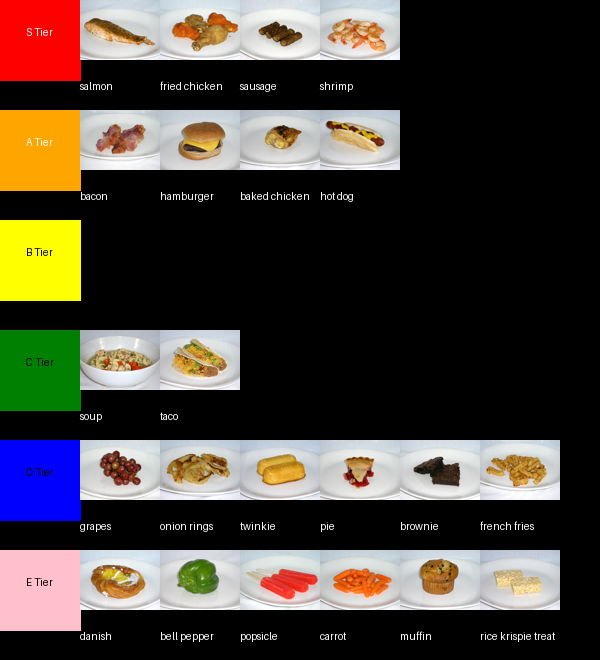 S Tier
salmon fried chicken sausage shrimp
A Tier
bacon hamburger baked chicken hot dog
B Tier
C Tier
soup taco
D Tier
grapes onion rings twinkie pie brownie french fries
E Tier
danish bell pepper popsicle carrot muffin rice krispie treat